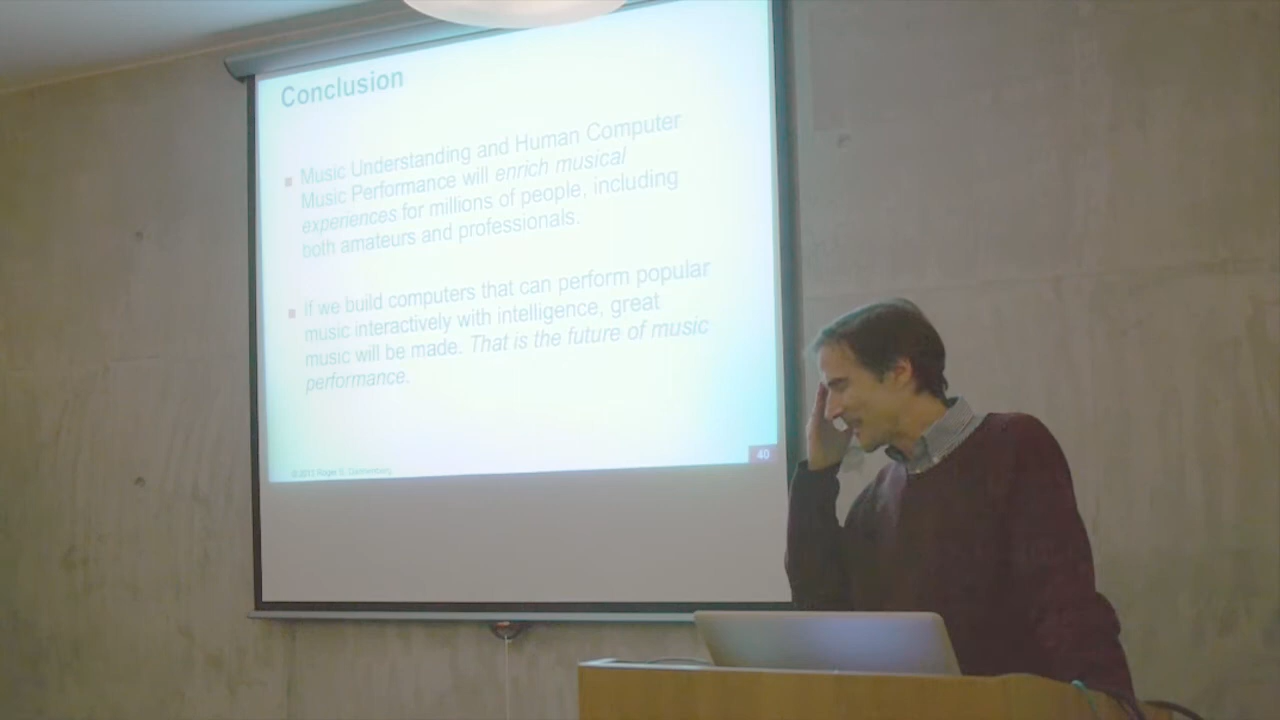 Conclusion
Music Understanding and Human Computer
Music Performance will enrich musical
experiences for millions of people, including
both amateurs and professionals.
If we build computers that can perform popular
music interactively with intelligence, great
music will be made. That is the future of music
performance.
© 2013 Roger B. Dannenberg
40